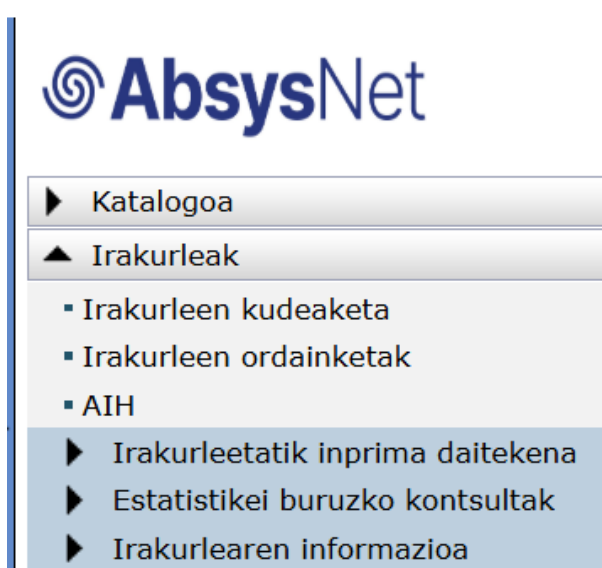 AbsysNet
Katalogoa
Irakurleak
Irakurleen kudeaketa
Irakurleen ordainketak
AIH
Irakurleetatik inprima daitekena
Estatistikei buruzko kontsultak
Irakurlearen informazioa